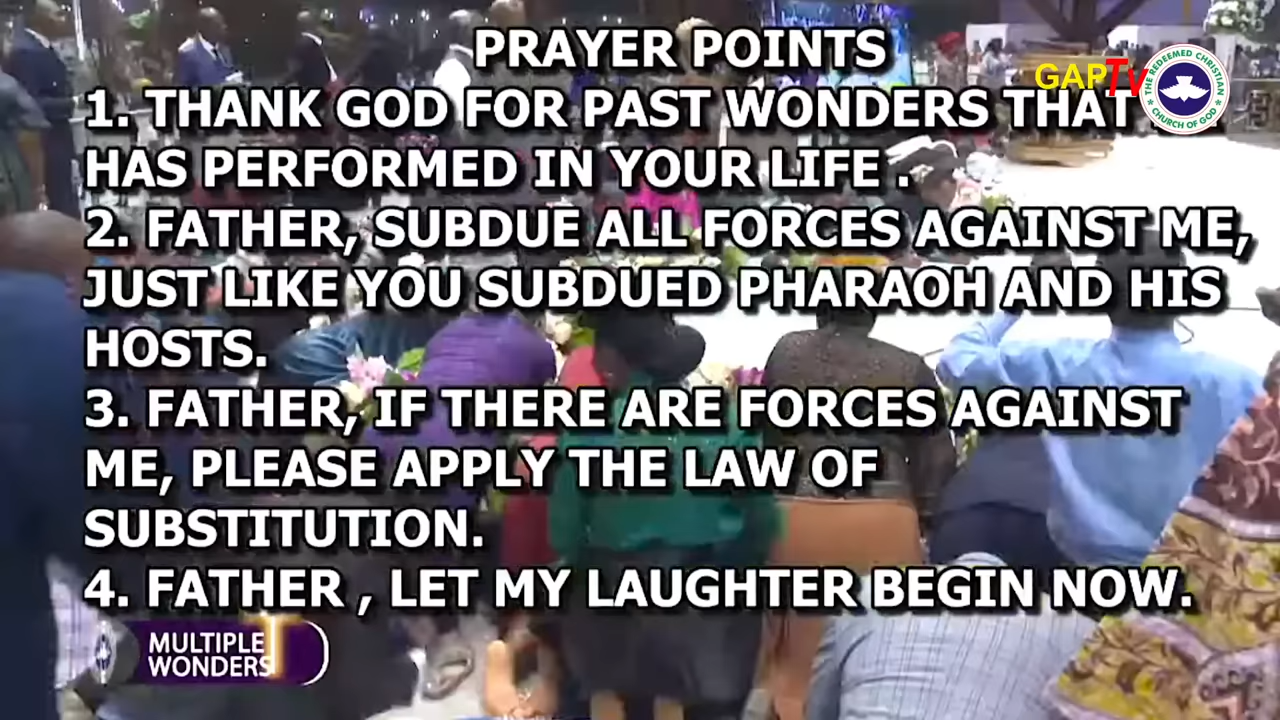 PRAYER POINTS
GAPTV
THE REDEEMED CHRISTIAN
CHURCH OF GOD
1. THANK GOD FOR PAST WONDERS THAT
HAS PERFORMED IN YOUR LIFE .
2. FATHER, SUBDUE ALL FORCES AGAINST ME,
JUST LIKE YOU SUBDUED PHARAOH AND HIS
HOSTS.
3. FATHER, IF THERE ARE FORCES AGAINST
ME, PLEASE APPLY THE LAW OF
SUBSTITUTION.
4. FATHER , LET MY LAUGHTER BEGIN NOW.
MULTIPLE
WONDERS